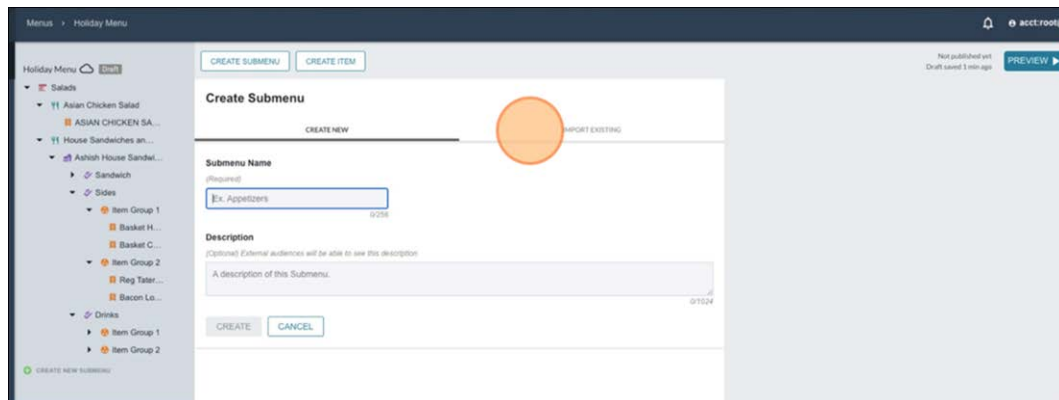 Menus › Holiday Menu
acct:root
Holiday Menu Draft
Salads
Asian Chicken Salad
ASIAN CHICKEN SA...
House Sandwiches an...
Ashish House Sandwi...
Sandwich
Sides
Item Group 1
Basket H...
Basket C...
Item Group 2
Reg Tater...
Bacon Lo...
Drinks
Item Group 1
Item Group 2
CREATE NEW SUBMENU
CREATE SUBMENU CREATE ITEM
Not published yet
Draft saved 1 min ago
PREVIEW
Create Submenu
CREATE NEW IMPORT EXISTING
Submenu Name
(Required)
Ex. Appetizers
0/256
Description
(Optional) External audiences will be able to see this description
A description of this Submenu.
0/1024
CREATE CANCEL